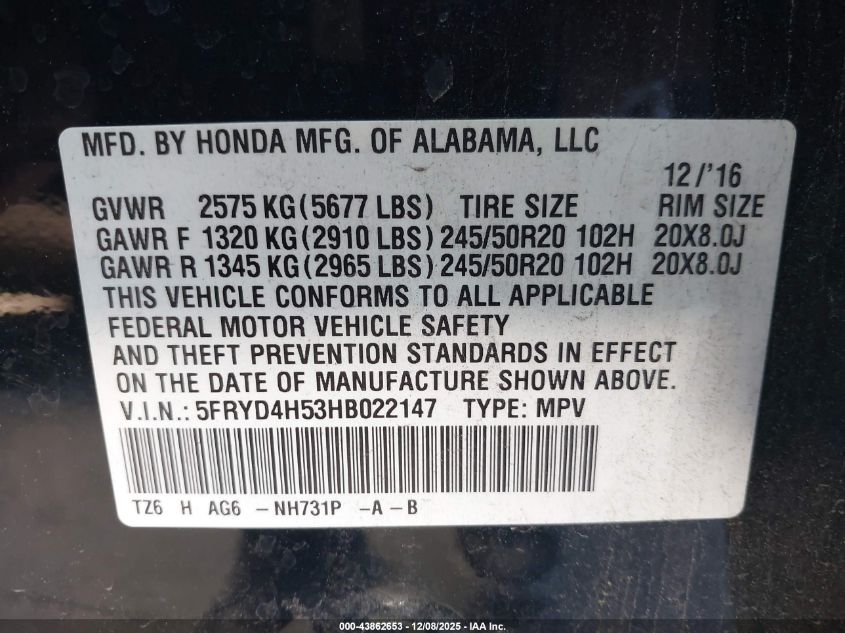 MFD. BY HONDA MFG. OF ALABAMA, LLC
12/'16
GVWR 2575 KG(5677 LBS) TIRE SIZE RIM SIZE
GAWR F 1320 KG(2910 LBS) 245/50R20 102H 20X8.0J
GAWR R 1345 KG(2965 LBS) 245/50R20 102H 20X8.0J
THIS VEHICLE CONFORMS TO ALL APPLICABLE
FEDERAL MOTOR VEHICLE SAFETY
AND THEFT PREVENTION STANDARDS IN EFFECT
ON THE DATE OF MANUFACTURE SHOWN ABOVE.
V.I.N.: 5FRYD4H53HB022147 TYPE: MPV
TZ6 H AG6 -NH731P -A-B
000-43862653 - 12/08/2025 - IAA Inc.